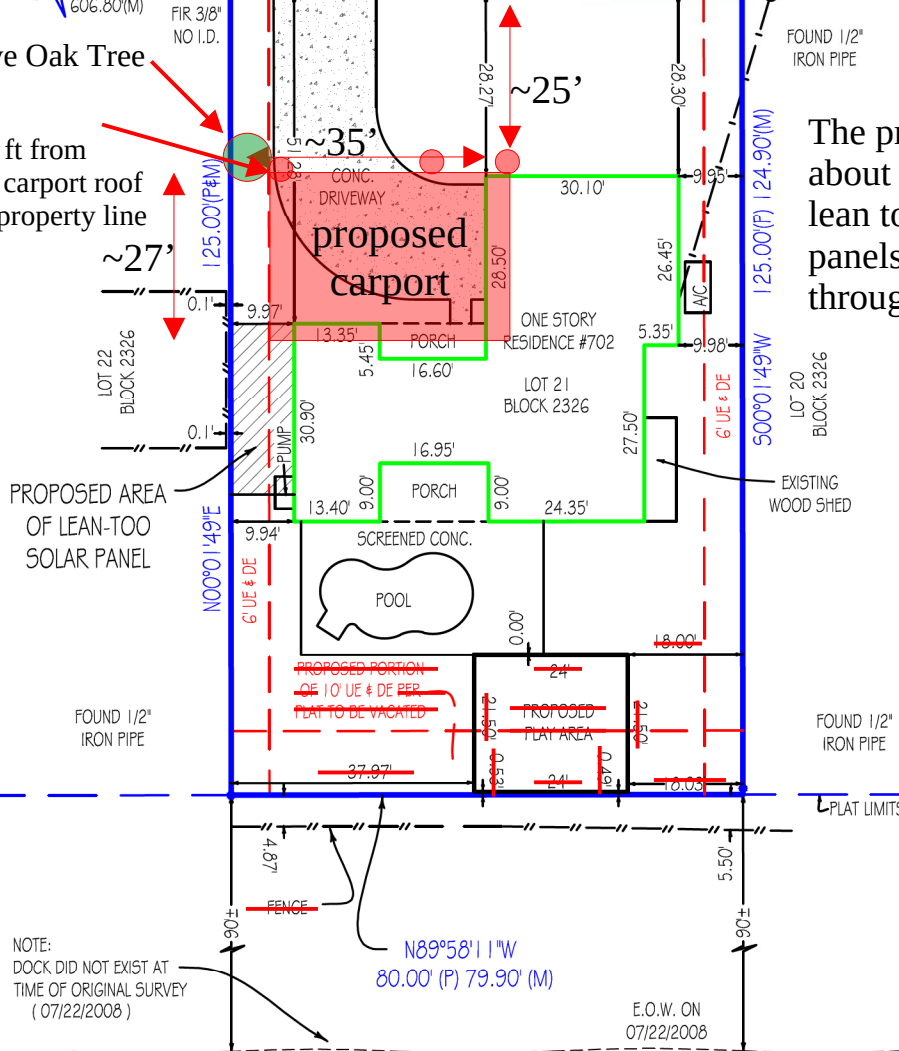 606.80'(M)
FIR 3/8"
NO I.D.
FOUND 1/2"
IRON PIPE
Oak Tree
28.27'
28.30'
~25'
~35'
ft from
carport roof
property line
The
about
lean
panels
CONC.
DRIVEWAY
30.10'
9.95'
125.00'(P&M)
125.00'(P) 124.90'(M)
proposed
carport
28.50'
26.45'
~27'
A/C
0.1'
9.97'
13.35'
PORCH
5.45'
16.60'
ONE STORY
RESIDENCE #702
5.35'
9.98'
LOT 22
BLOCK 2326
LOT 21
BLOCK 2326
6' UE & DE
S00°01'49"W
LOT 20
BLOCK 2326
0.1'
PUMP
30.90'
27.50'
16.95'
PORCH
9.00'
9.00'
EXISTING
WOOD SHED
PROPOSED AREA
OF LEAN-TOO
SOLAR PANEL
13.40'
24.35'
9.94'
SCREENED CONC.
N00°01'49"E
6' UE & DE
POOL
0.00'
18.00'
PROPOSED PORTION
OF 10' UE & DE PER
PLAT TO BE VACATED
24'
21.50'
PROPOSED
PLAY AREA
21.50'
FOUND 1/2"
IRON PIPE
FOUND 1/2"
IRON PIPE
37.97'
0.53'
24'
0.49'
18.03'
PLAT LIMITS
4.87'
5.50'
FENCE
90'±
90'±
N89°58'11"W
80.00' (P) 79.90' (M)
NOTE:
DOCK DID NOT EXIST AT
TIME OF ORIGINAL SURVEY
( 07/22/2008 )
E.O.W. ON
07/22/2008